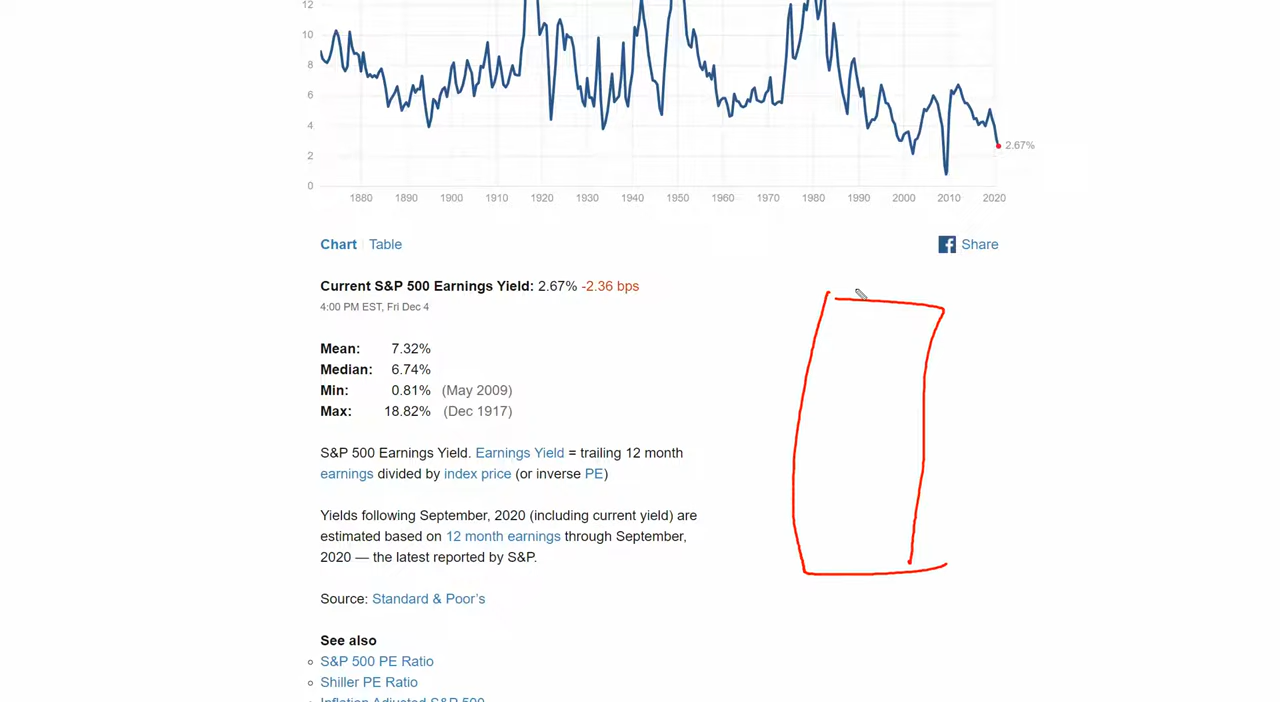 12
10
8
6
4
2
0
2.67%
1880 1890 1900 1910 1920 1930 1940 1950 1960 1970 1980 1990 2000 2010 2020
Chart Table
Share
Current S&P 500 Earnings Yield: 2.67% -2.36 bps
4:00 PM EST, Fri Dec 4
Mean: 7.32%
Median: 6.74%
Min: 0.81% (May 2009)
Max: 18.82% (Dec 1917)
S&P 500 Earnings Yield. Earnings Yield = trailing 12 month
earnings divided by index price (or inverse PE)
Yields following September, 2020 (including current yield) are
estimated based on 12 month earnings through September,
2020 — the latest reported by S&P.
Source: Standard & Poor's
See also
S&P 500 PE Ratio
Shiller PE Ratio
Inflation Adjusted S&P 500